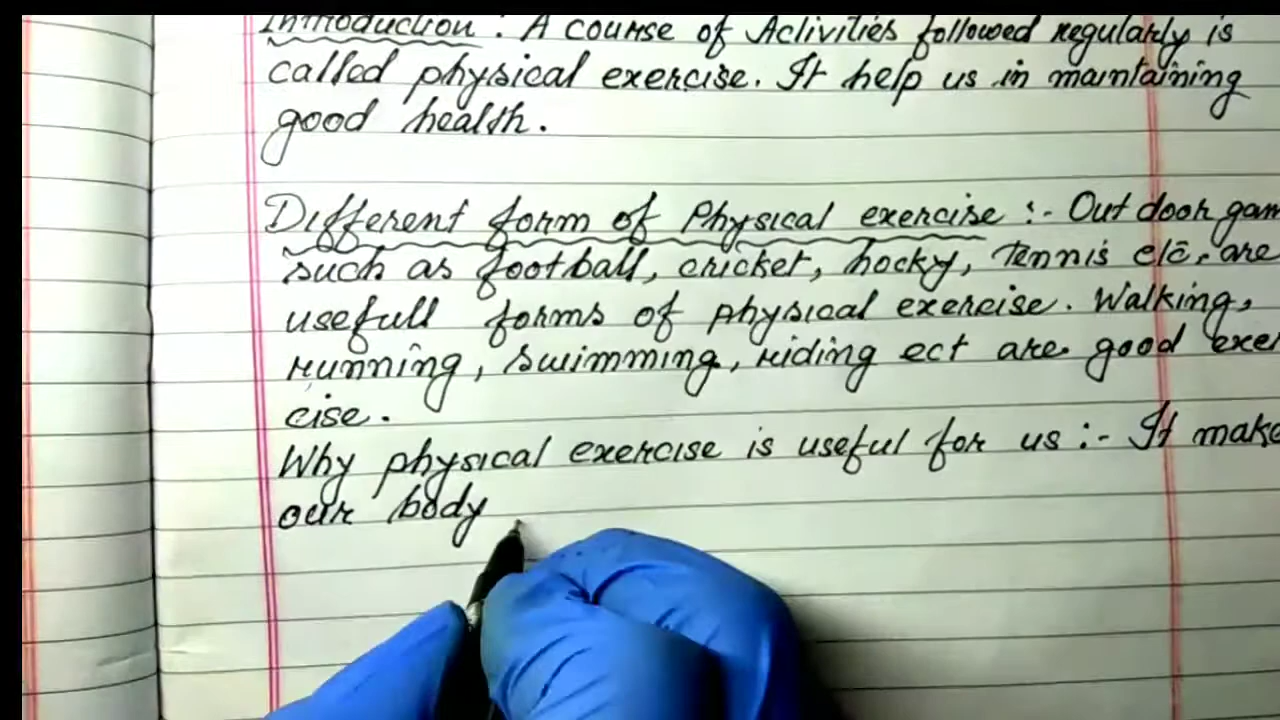 Introduction : A course of Activities followed regularly is
called physical exercise. It help us in maintaining
good health.
Different form of Physical exercise :- Out door gam
such as football, cricket, hocky, Tennis etc. are
usefull forms of physical exercise. Walking,
running, swimming, riding ect are good exer
cise.
Why physical exercise is useful for us :- It make
our body